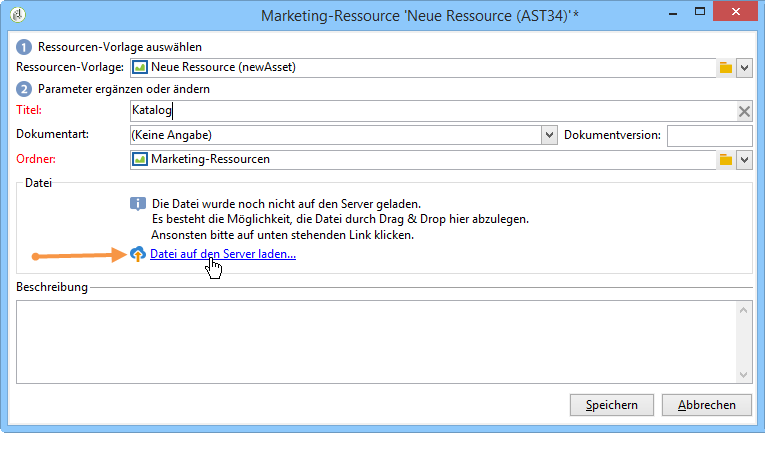 Marketing-Ressource 'Neue Ressource (AST34)'*
1 Ressourcen-Vorlage auswählen
Ressourcen-Vorlage: Neue Ressource (newAsset)
2 Parameter ergänzen oder ändern
Titel: Katalog
Dokumentart: (Keine Angabe) Dokumentversion:
Ordner: Marketing-Ressourcen
Datei
Die Datei wurde noch nicht auf den Server geladen.
Es besteht die Möglichkeit, die Datei durch Drag & Drop hier abzulegen.
Ansonsten bitte auf unten stehenden Link klicken.
Datei auf den Server laden...
Beschreibung
Speichern Abbrechen